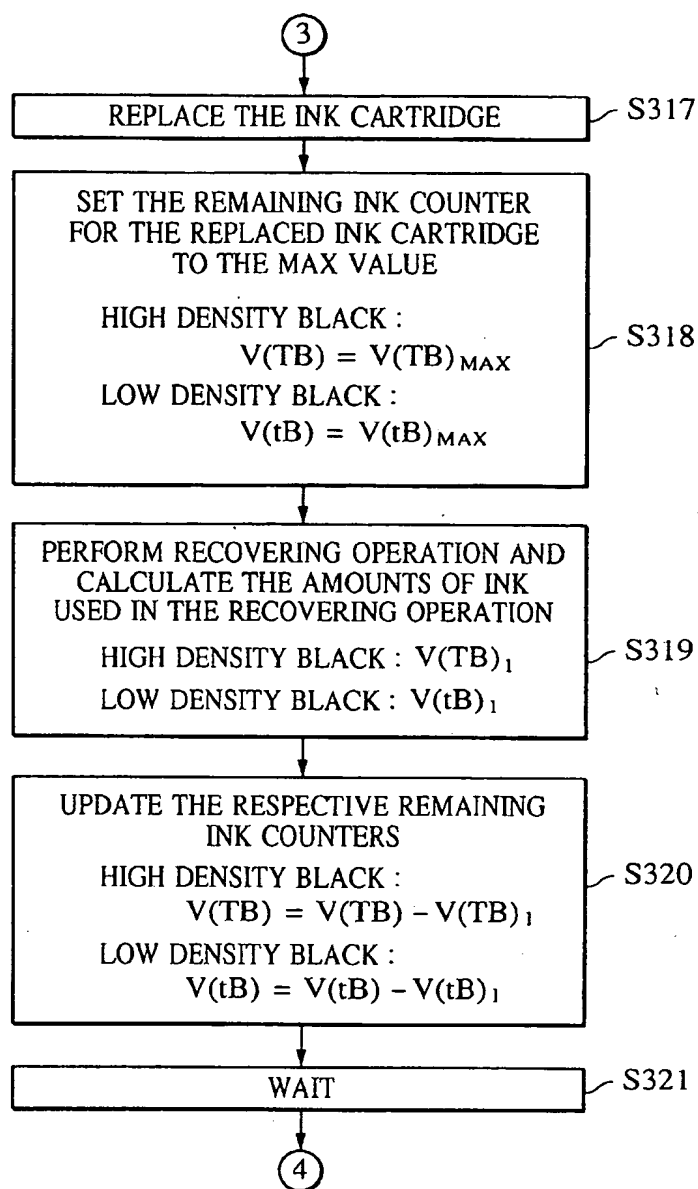 3
REPLACE THE INK CARTRIDGE
S317
SET THE REMAINING INK COUNTER
FOR THE REPLACED INK CARTRIDGE
TO THE MAX VALUE
HIGH DENSITY BLACK :
V(TB) = V(TB)MAX
LOW DENSITY BLACK :
V(tB) = V(tB)MAX
S318
PERFORM RECOVERING OPERATION AND
CALCULATE THE AMOUNTS OF INK
USED IN THE RECOVERING OPERATION
HIGH DENSITY BLACK : V(TB)1
LOW DENSITY BLACK : V(tB)1
S319
UPDATE THE RESPECTIVE REMAINING
INK COUNTERS
HIGH DENSITY BLACK :
V(TB) = V(TB) – V(TB)1
LOW DENSITY BLACK :
V(tB) = V(tB) – V(tB)1
S320
WAIT
S321
4